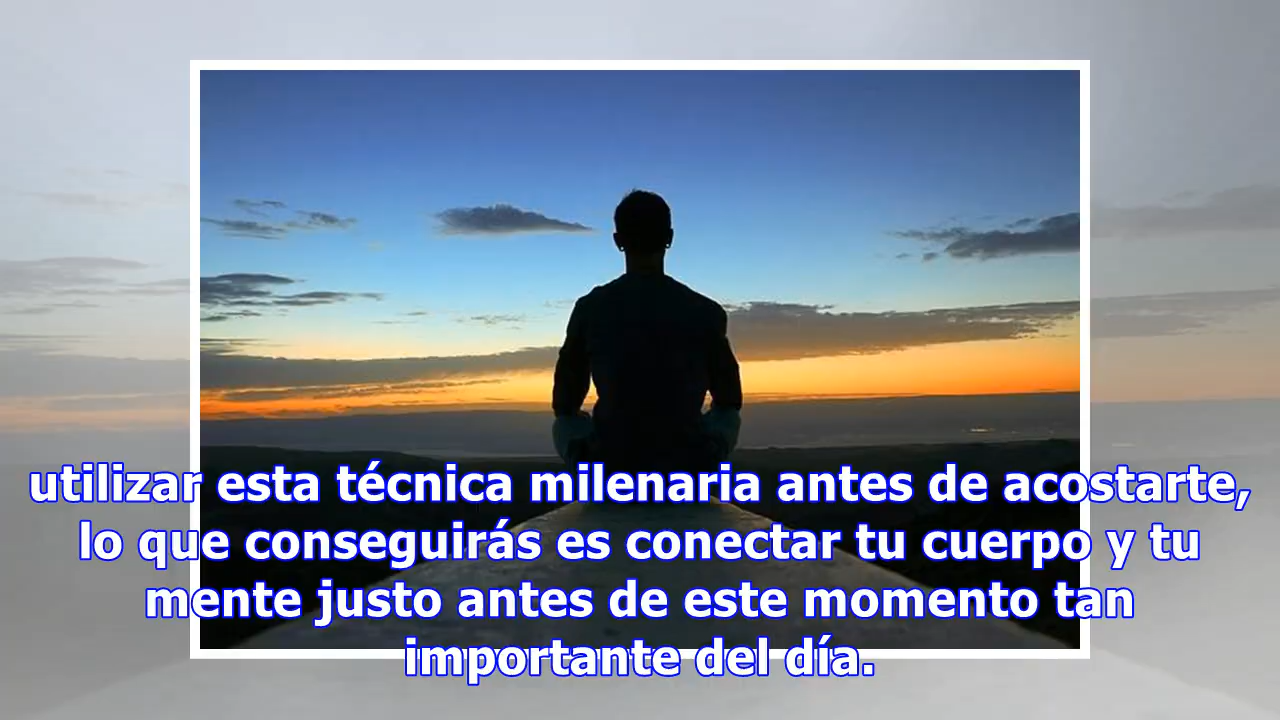 utilizar esta técnica milenaria antes de acostarte,
lo que conseguirás es conectar tu cuerpo y tu
mente justo antes de este momento tan
importante del día.